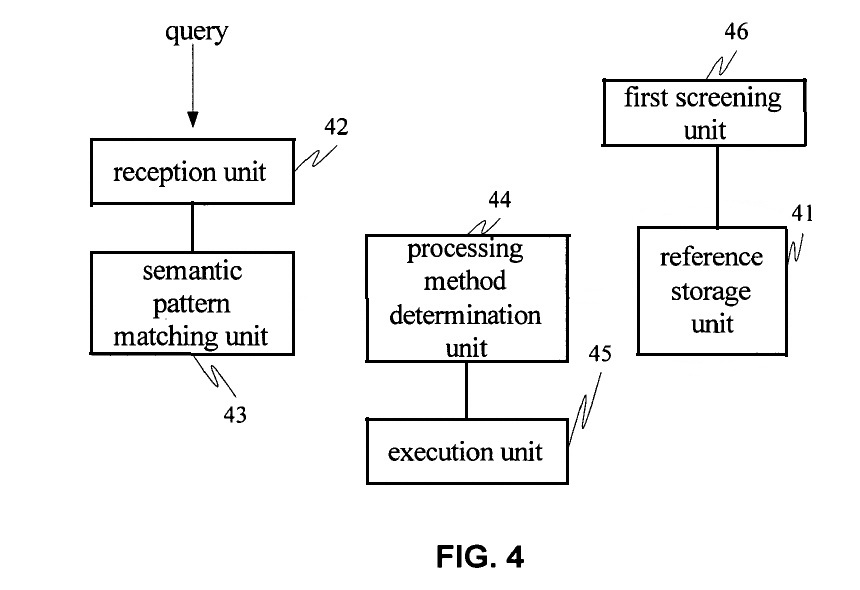 query
46
first screening
unit
42
reception unit
44
41
processing
method
determination
unit
reference
storage
unit
semantic
pattern
matching unit
43
45
execution unit
FIG. 4